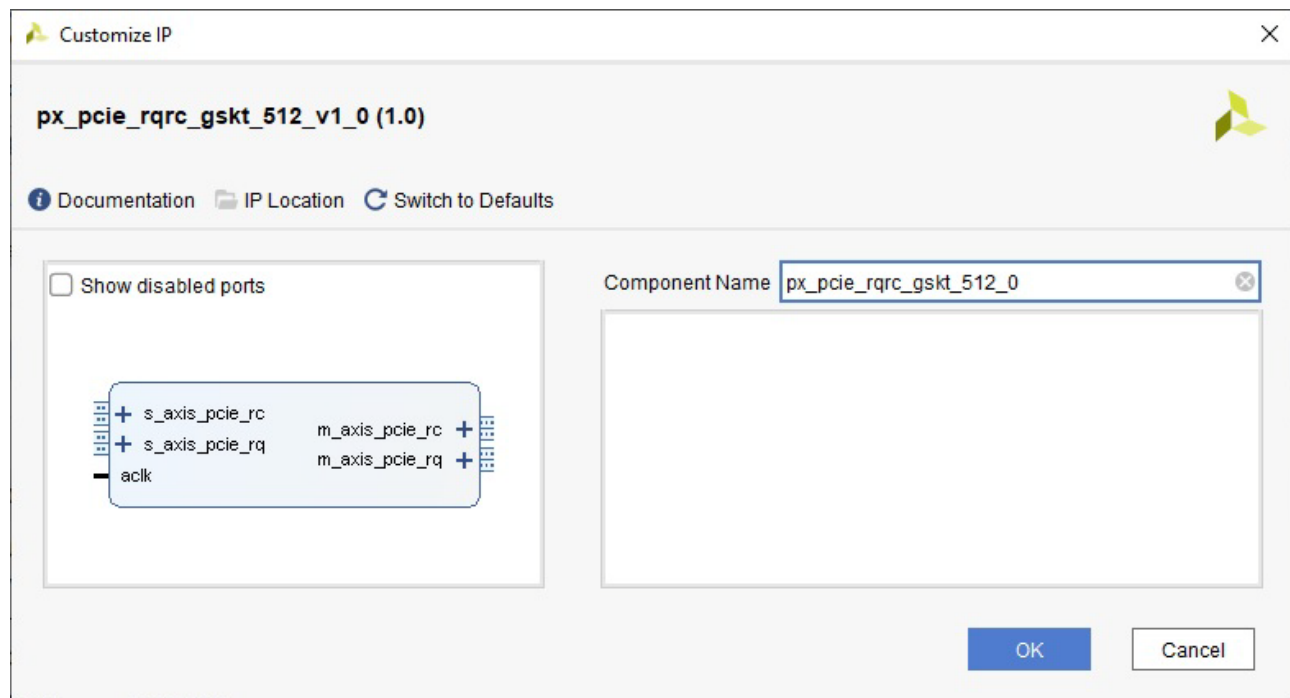 Customize IP
px_pcie_rqrc_gskt_512_v1_0 (1.0)
Documentation IP Location Switch to Defaults
Show disabled ports
s_axis_pcie_rc
s_axis_pcie_rq
aclk
m_axis_pcie_rc
m_axis_pcie_rq
Component Name px_pcie_rqrc_gskt_512_0
OK Cancel